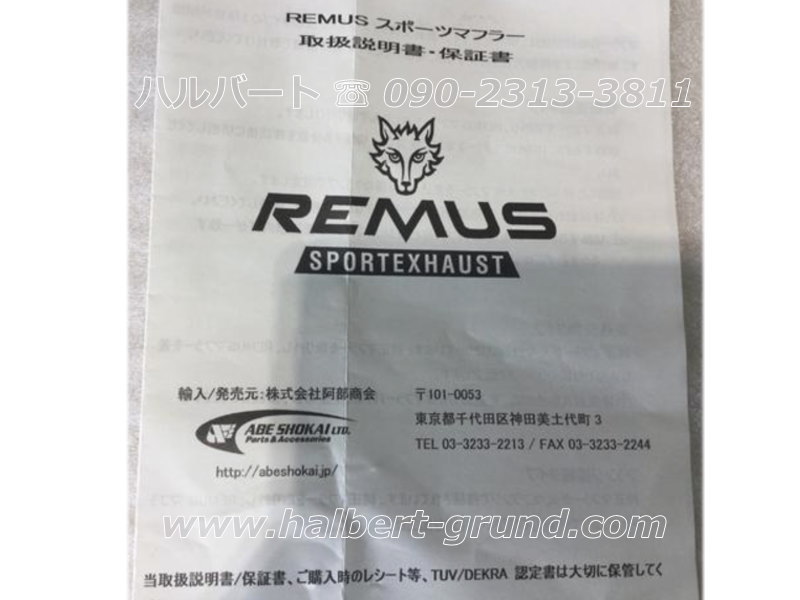 REMUS スポーツマフラー
取扱説明書・保証書
ハルバート ☎ 090-2313-3811
REMUS
SPORTEXHAUST
輸入/発売元:株式会社阿部商会
ABE SHOKAI LTD.
Parts & Accessories
http://abeshokai.jp/
〒101-0053
東京都千代田区神田美土代町 3
TEL 03-3233-2213 / FAX 03-3233-2244
www.halbert-grund.com
当取扱説明書/保証書、ご購入時のレシート等、TUV/DEKRA 認定書は大切に保管してく